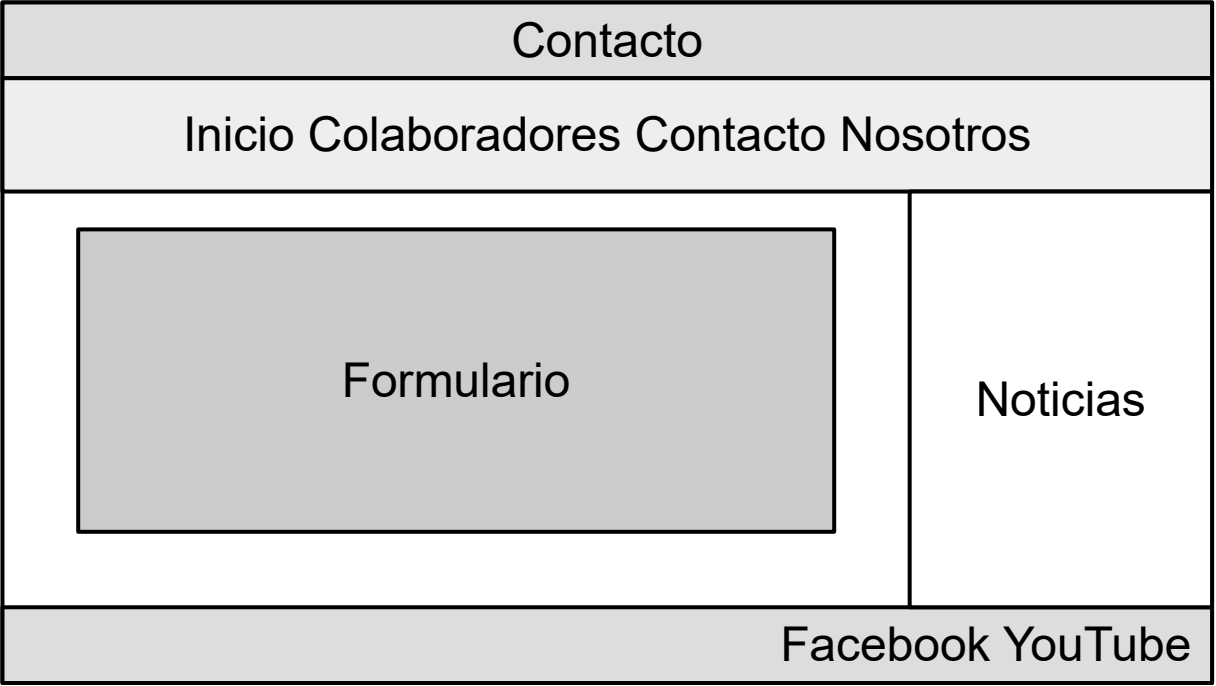 Contacto
Inicio Colaboradores Contacto Nosotros
Formulario
Noticias
Facebook YouTube